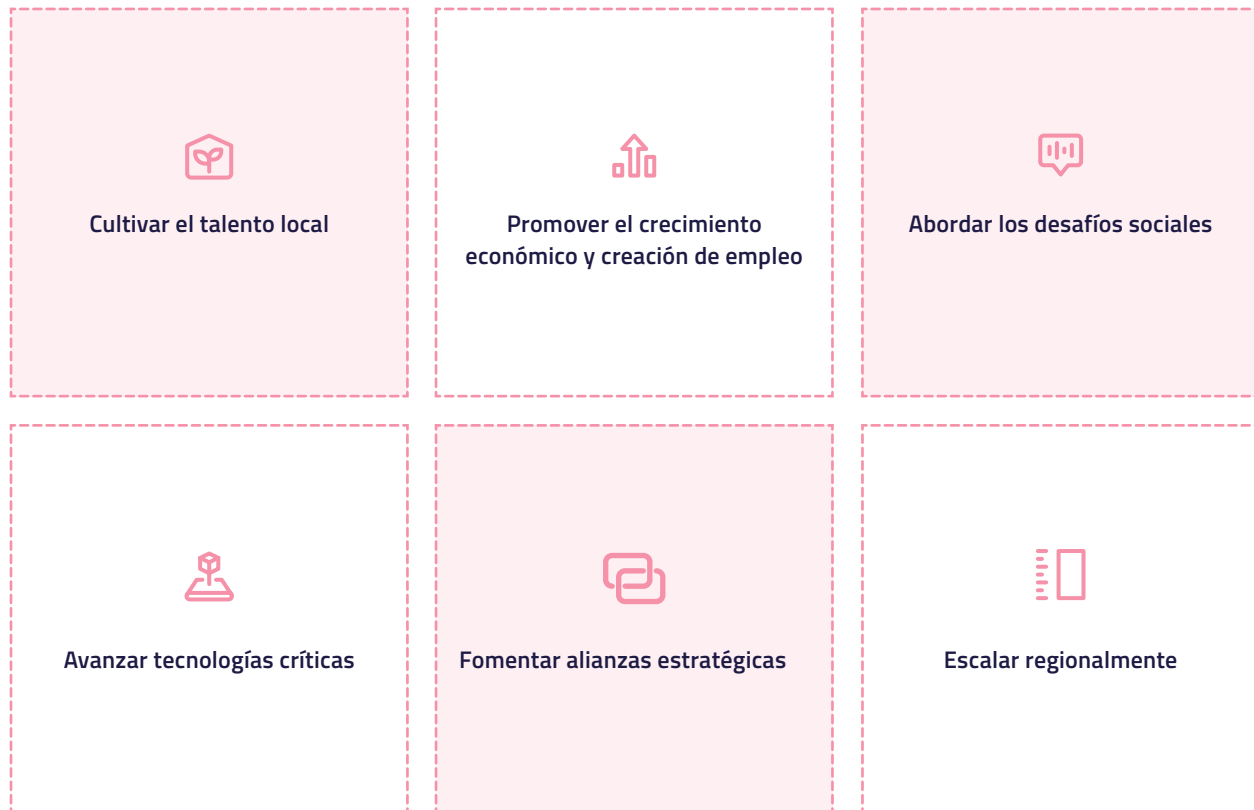 Cultivar el talento local
Promover el crecimiento
económico y creación de empleo
Abordar los desafíos sociales
Avanzar tecnologías críticas
Fomentar alianzas estratégicas
Escalar regionalmente